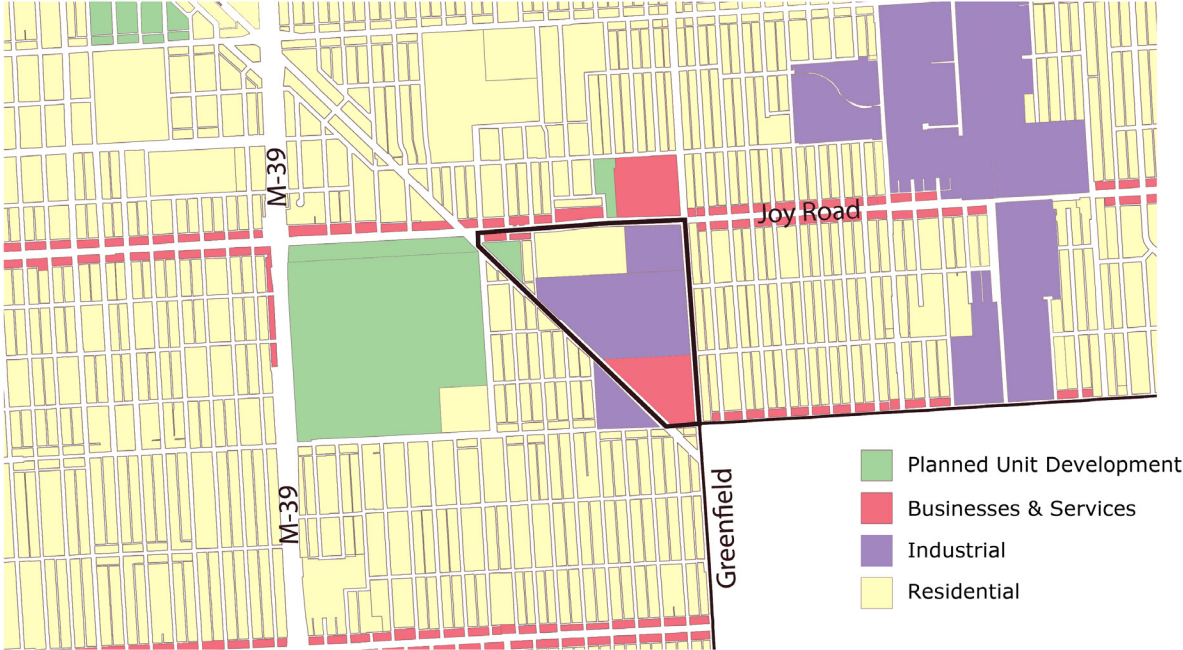 M-39
Joy Road
M-39
Greenfield
Planned Unit Development
Businesses & Services
Industrial
Residential